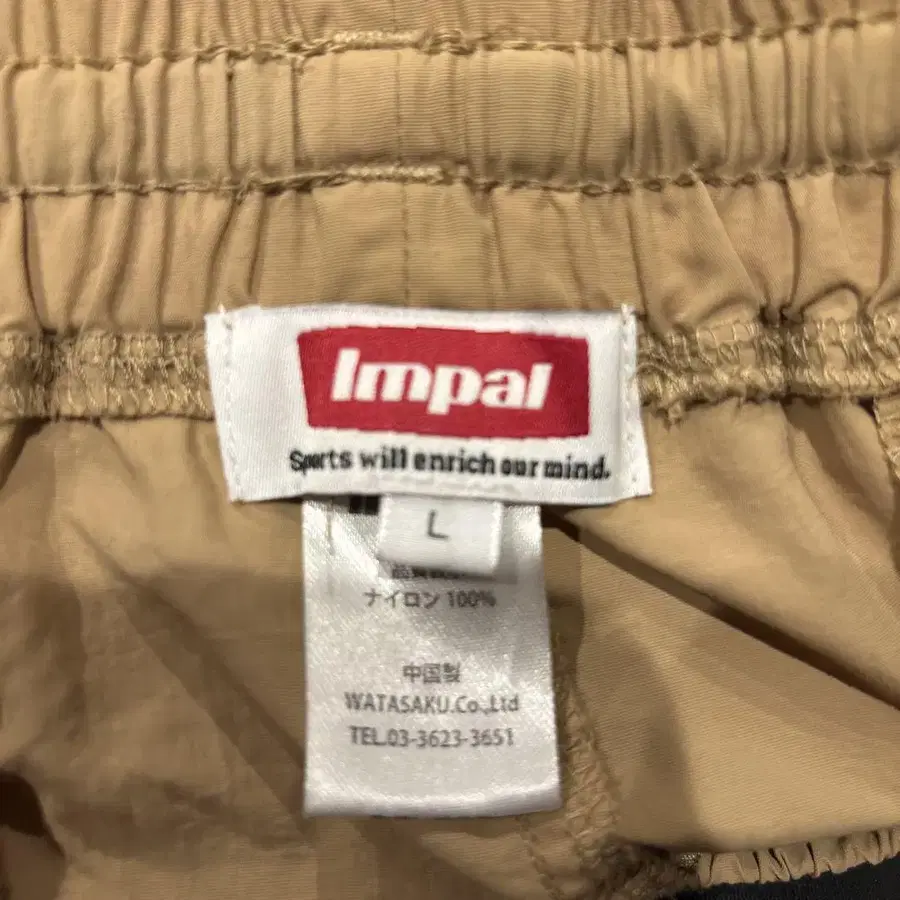 Impal
Sports will enrich our mind.
L
ナイロン 100%
中国製
WATASAKU.Co.,Ltd
TEL.03-3623-3651